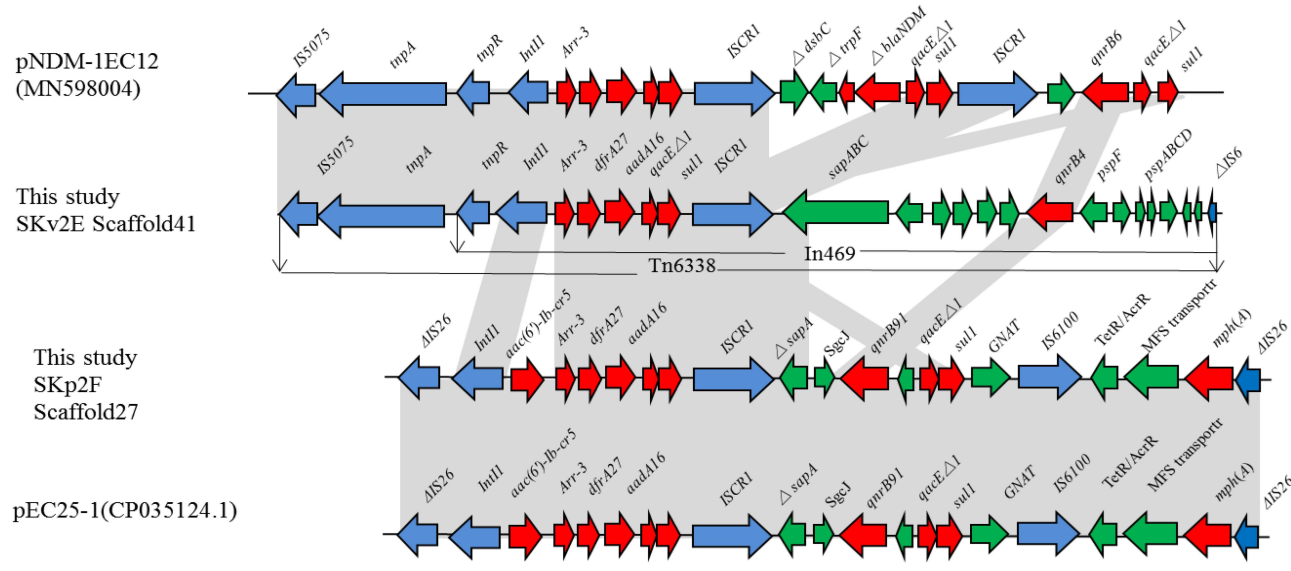 IS5075 tnpA tnpR IntI1 Arr-3 ISCR1 △ dsbC △ trpF △ blaNDM qacE△1 sul1 ISCR1 qnrB6 qacE△1 sul1
pNDM-1EC12
(MN598004)
IS5075 tnpA tnpR IntI1 Arr-3 dfrA27 aadA16 qacE△1 sul1 ISCR1 sapABC qnrB4 pspF pspABCD △IS6
This study
SKv2E Scaffold41
In469
Tn6338
ΔIS26 IntI1 aac(6')-Ib-cr5 Arr-3 dfrA27 aadA16 ISCR1 △ sapA SgcJ qnrB91 qacE△1 sul1 GNAT IS6100 TetR/AcrR MFS transportr mph(A) ΔIS26
This study
SKp2F
Scaffold27
ΔIS26 IntI1 aac(6')-Ib-cr5 Arr-3 dfrA27 aadA16 ISCR1 △ sapA SgcJ qnrB91 qacE△1 sul1 GNAT IS6100 TetR/AcrR MFS transportr mph(A) ΔIS26
pEC25-1(CP035124.1)